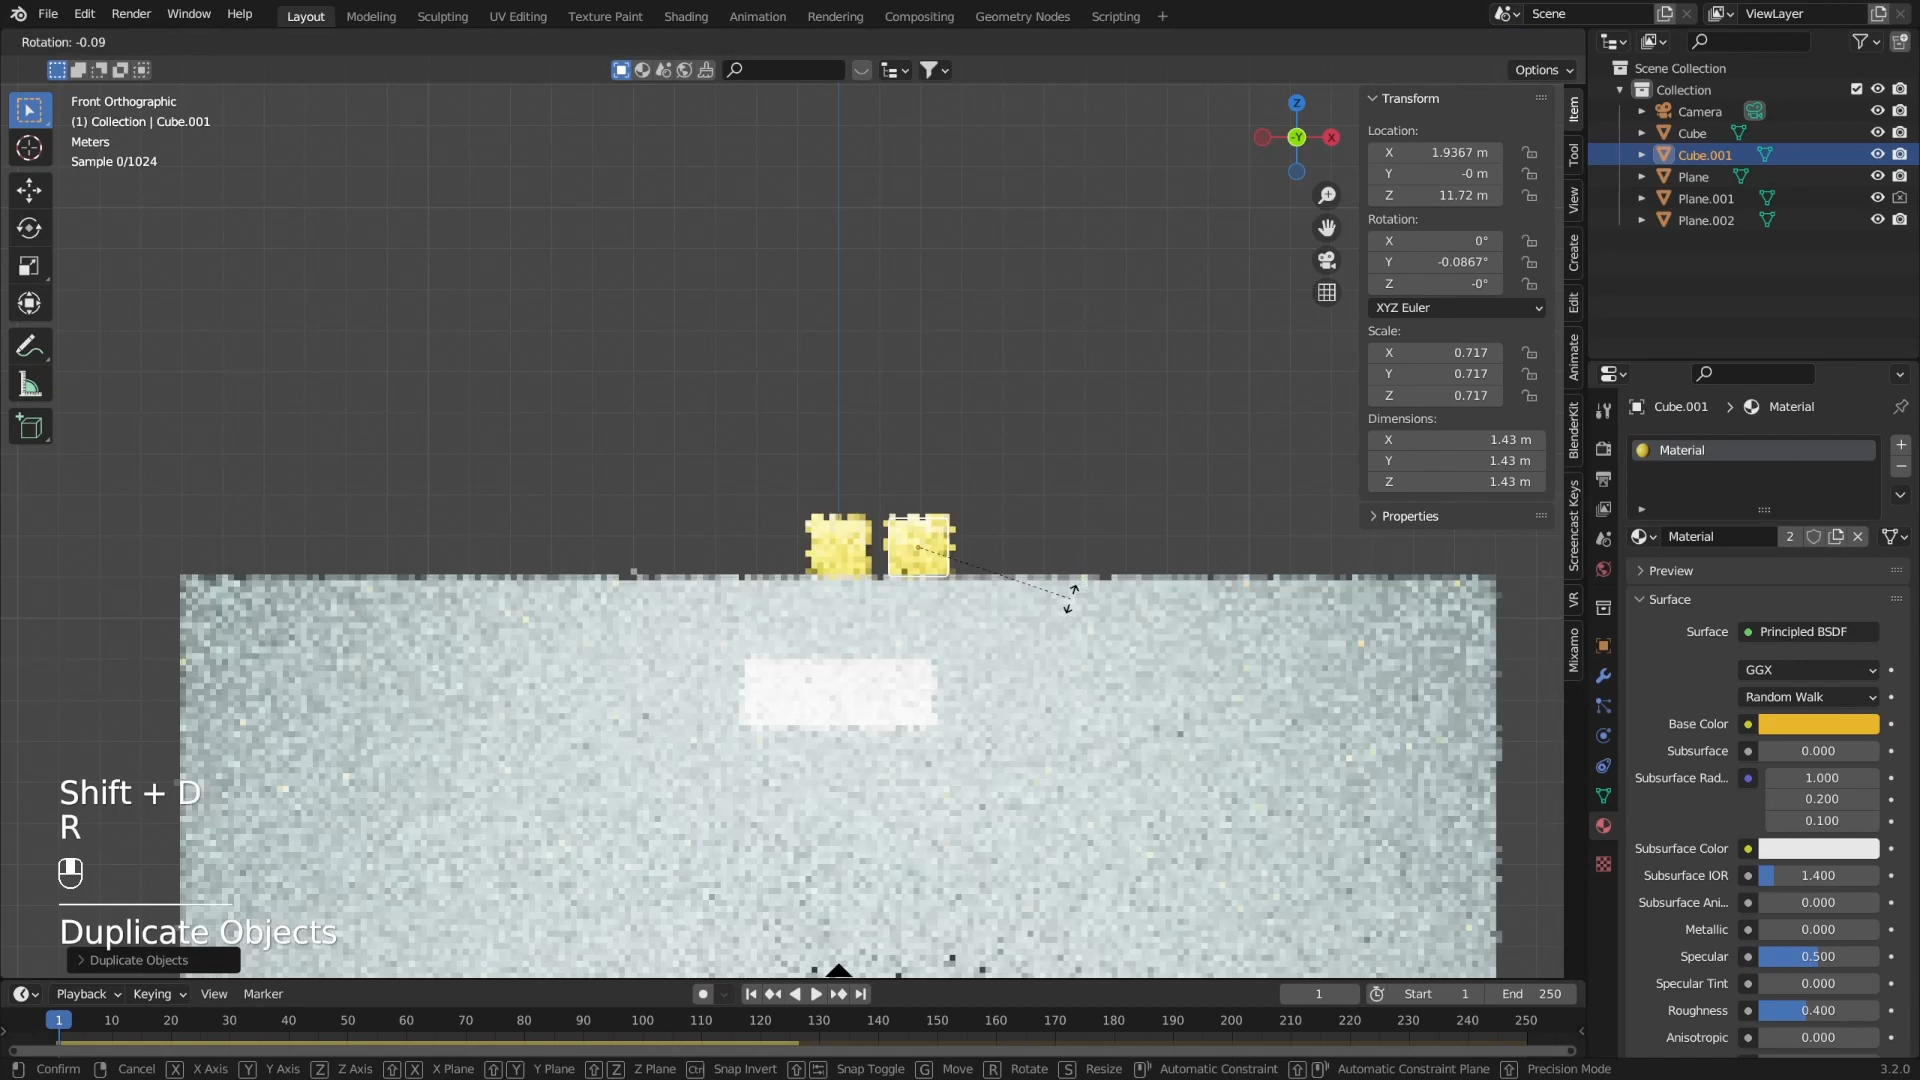 File Edit Render Window Help Layout Modeling Sculpting UV Editing Texture Paint Shading Animation Rendering Compositing Geometry Nodes Scripting + Scene ViewLayer
Rotation: -0.09
Options
Front Orthographic
(1) Collection | Cube.001
Meters
Sample 0/1024
Z
-Y
X
Transform
Location:
X 1.9367 m
Y -0 m
Z 11.72 m
Rotation:
X 0°
Y -0.0867°
Z -0°
XYZ Euler
Scale:
X 0.717
Y 0.717
Z 0.717
Dimensions:
X 1.43 m
Y 1.43 m
Z 1.43 m
Properties
Item
Tool
View
Create
Edit
Animate
BlenderKit
Screencast Keys
VR
Mixamo
Scene Collection
Collection
Camera
Cube
Cube.001
Plane
Plane.001
Plane.002
Cube.001 > Material
Material
Material 2
Preview
Surface
Surface Principled BSDF
GGX
Random Walk
Base Color
Subsurface 0.000
Subsurface Rad... 1.000
0.200
0.100
Subsurface Color
Subsurface IOR 1.400
Subsurface Ani... 0.000
Metallic 0.000
Specular 0.500
Specular Tint 0.000
Roughness 0.400
Anisotropic 0.000
Shift + D
R
Duplicate Objects
Duplicate Objects
Playback Keying View Marker 1 Start 1 End 250
1 10 20 30 40 50 60 70 80 90 100 110 120 130 140 150 160 170 180 190 200 210 220 230 240 250
Confirm Cancel X X Axis Y Y Axis Z Z Axis X X Plane Y Y Plane Z Z Plane Ctrl Snap Invert Snap Toggle G Move R Rotate S Resize Automatic Constraint Automatic Constraint Plane Precision Mode 3.2.0